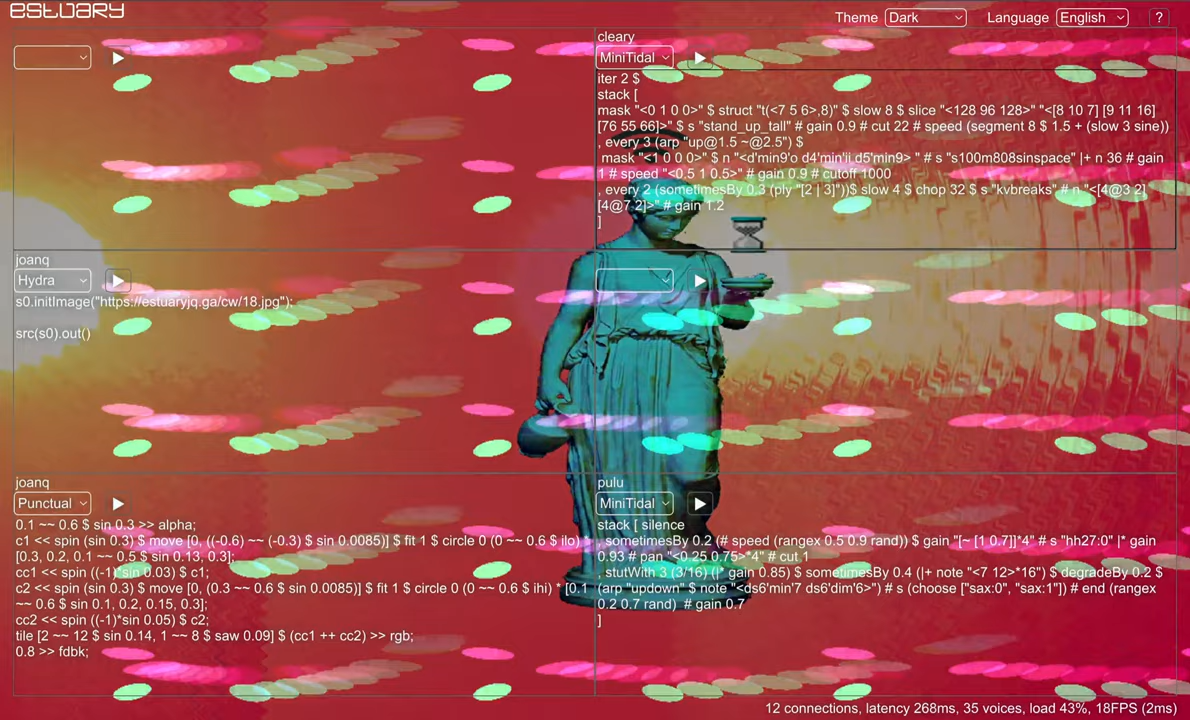 estuary
Theme Dark Language English ?
cleary
MiniTidal
iter 2 $
stack [
mask "<0 1 0 0>" $ struct "t(<7 5 6>,8)" $ slow 8 $ slice "<128 96 128>" "<[8 10 7] [9 11 16]
[76 55 66]>" $ s "stand_up_tall" # gain 0.9 # cut 22 # speed (segment 8 $ 1.5 + (slow 3 sine))
, every 3 (arp "up@1.5 ~@2.5") $
mask "<1 0 0 0>" $ n "<d'min9'o d4'min'ii d5'min9> " # s "s100m808sinspace" |+ n 36 # gain
1 # speed "<0.5 1 0.5>" # gain 0.9 # cutoff 1000
, every 2 (sometimesBy 0.3 (ply "[2 | 3]"))$ slow 4 $ chop 32 $ s "kvbreaks" # n "<[4@3 2]
[4@7 2]>" # gain 1.2
]
joanq
Hydra
s0.initImage("https://estuaryjq.ga/cw/18.jpg");
src(s0).out()
joanq
Punctual
0.1 ~~ 0.6 $ sin 0.3 >> alpha;
c1 << spin (sin 0.3) $ move [0, ((-0.6) ~~ (-0.3) $ sin 0.0085)] $ fit 1 $ circle 0 (0 ~~ 0.6 $ ilo) $
[0.3, 0.2, 0.1 ~~ 0.5 $ sin 0.13, 0.3];
cc1 << spin ((-1)*sin 0.03) $ c1;
c2 << spin (sin 0.3) $ move [0, (0.3 ~~ 0.6 $ sin 0.0085)] $ fit 1 $ circle 0 (0 ~~ 0.6 $ ihi) * [0.1
~~ 0.6 $ sin 0.1, 0.2, 0.15, 0.3];
cc2 << spin ((-1)*sin 0.05) $ c2;
tile [2 ~~ 12 $ sin 0.14, 1 ~~ 8 $ saw 0.09] $ (cc1 ++ cc2) >> rgb;
0.8 >> fdbk;
pulu
MiniTidal
stack [ silence
, sometimesBy 0.2 (# speed (rangex 0.5 0.9 rand)) $ gain "[~ [1 0.7]]*4" # s "hh27:0" |* gain
0.93 # pan "<0.25 0.75>*4" # cut 1
, stutWith 3 (3/16) (|* gain 0.85) $ sometimesBy 0.4 (|+ note "<7 12>*16") $ degradeBy 0.2 $
(arp "updown" $ note "<ds6'min'7 ds6'dim'6>") # s (choose ["sax:0", "sax:1"]) # end (rangex
0.2 0.7 rand) # gain 0.7
]
12 connections, latency 268ms, 35 voices, load 43%, 18FPS (2ms)